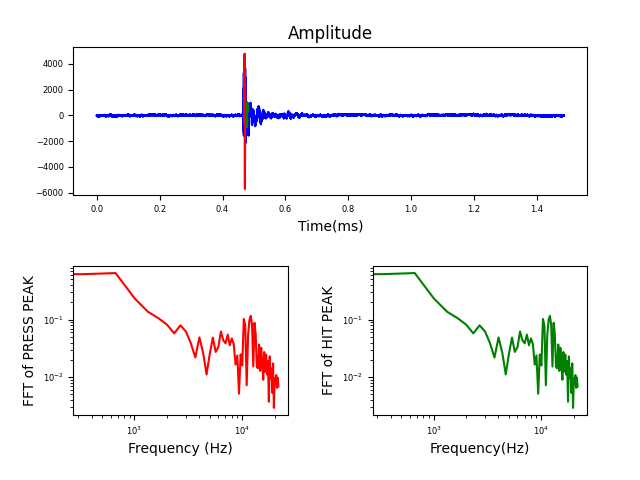 Amplitude
4000
2000
0
−2000
−4000
−6000
0.0 0.2 0.4 0.6 0.8 1.0 1.2 1.4
Time(ms)
FFT of PRESS PEAK
10⁻¹
10⁻²
10³ 10⁴
Frequency (Hz)
FFT of HIT PEAK
10⁻¹
10⁻²
10³ 10⁴
Frequency(Hz)